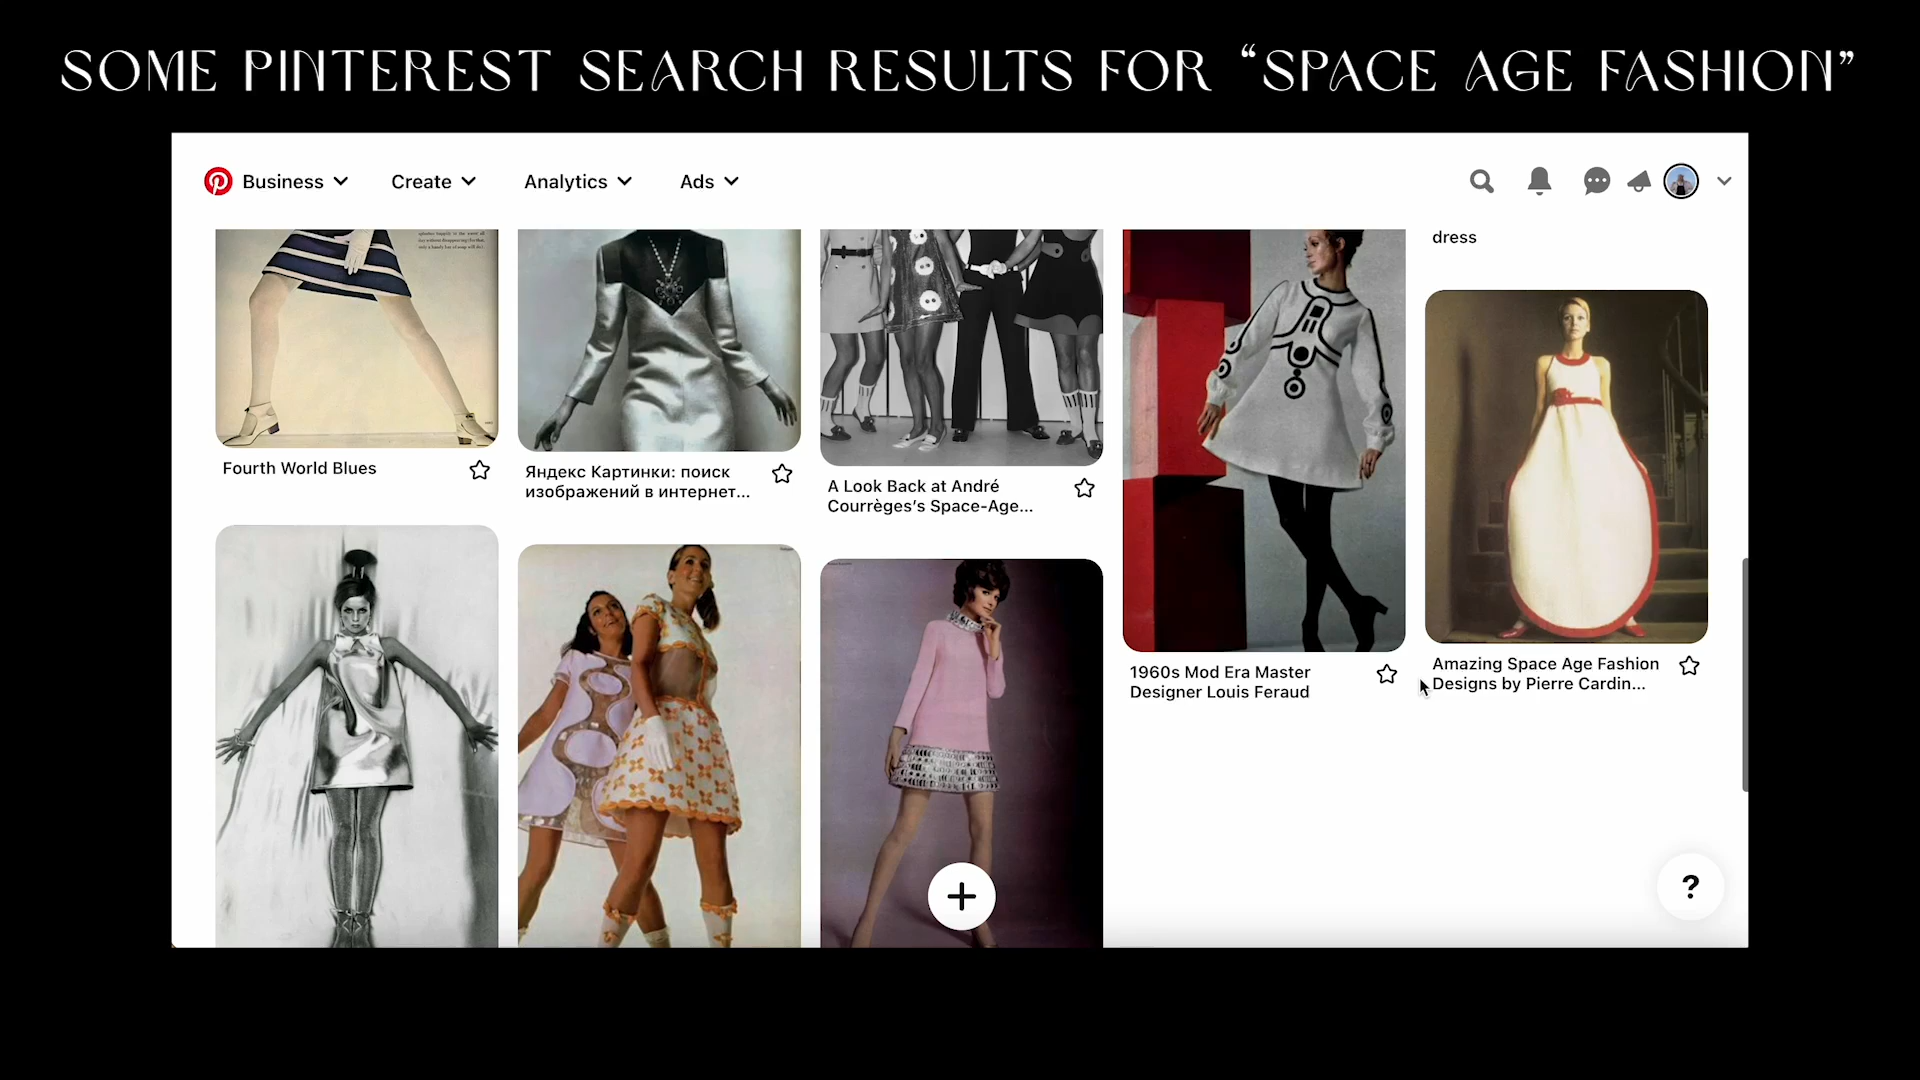 SOME PINTEREST SEARCH RESULTS FOR “SPACE AGE FASHION”
Business
Create
Analytics
Ads
dress
Fourth World Blues
Яндекс Картинки: поиск
изображений в интернет...
A Look Back at André
Courrèges’s Space-Age...
1960s Mod Era Master
Designer Louis Feraud
Amazing Space Age Fashion
Designs by Pierre Cardin...
?